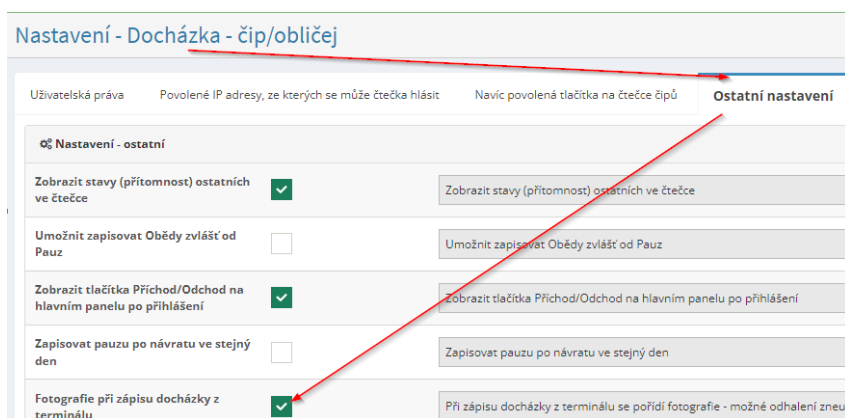 Nastavení - Docházka - čip/obličej
Uživatelská práva Povolené IP adresy, ze kterých se může čtečka hlásit Navíc povolená tlačítka na čtečce čipů Ostatní nastavení
Nastavení - ostatní
Zobrazit stavy (přítomnost) ostatních
ve čtečce
Zobrazit stavy (přítomnost) ostatních ve čtečce
Umožnit zapisovat Obědy zvlášť od
Pauz
Umožnit zapisovat Obědy zvlášť od Pauz
Zobrazit tlačítka Příchod/Odchod na
hlavním panelu po přihlášení
Zobrazit tlačítka Příchod/Odchod na hlavním panelu po přihlášení
Zapisovat pauzu po návratu ve stejný
den
Zapisovat pauzu po návratu ve stejný den
Fotografie při zápisu docházky z
terminálu
Při zápisu docházky z terminálu se pořídí fotografie - možné odhalení zneu